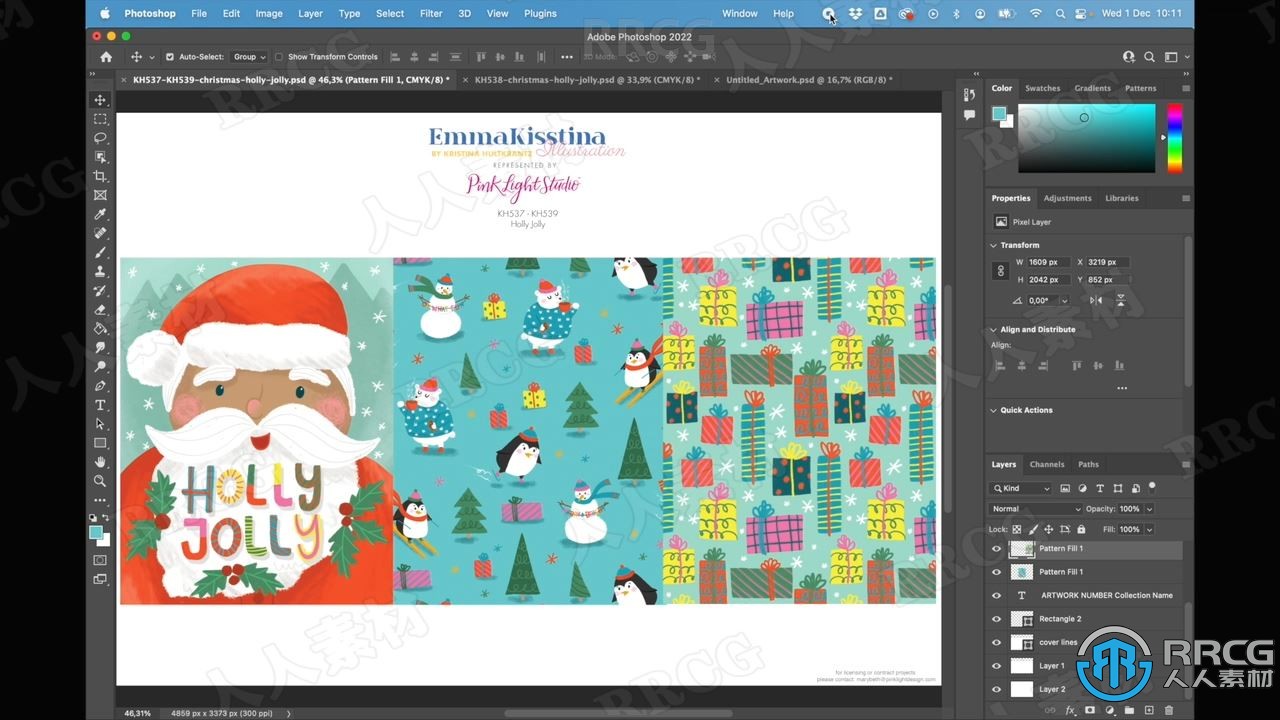 Photoshop File Edit Image Layer Type Select Filter 3D View Plugins Window Help Wed 1 Dec 10:11
Adobe Photoshop 2022
Auto-Select: Group Show Transform Controls 3D Mode:
KH537-KH539-christmas-holly-jolly.psd @ 46,3% (Pattern Fill 1, CMYK/8) *
KH538-christmas-holly-jolly.psd @ 33,9% (CMYK/8) *
Untitled_Artwork.psd @ 16,7% (RGB/8) *
EmmaKisstina
BY KRISTINA HULTKRANTZ Illustration
REPRESENTED BY
Pink Light Studio
KH537 - KH539
Holly Jolly
HOLLY
JOLLY
for licensing or contract projects
please contact: marybeth@pinklightdesign.com
46,31% 4859 px x 3373 px (300 ppi)
Color Swatches Gradients Patterns
Properties Adjustments Libraries
Pixel Layer
Transform
W 1609 px X 3219 px
H 2042 px Y 852 px
0,00°
Align and Distribute
Align:
Quick Actions
Layers Channels Paths
Kind
Normal Opacity: 100%
Lock: Fill: 100%
Pattern Fill 1
Pattern Fill 1
T ARTWORK NUMBER Collection Name
Rectangle 2
cover lines
Layer 1
Layer 2
fx
RRCG
人人素材